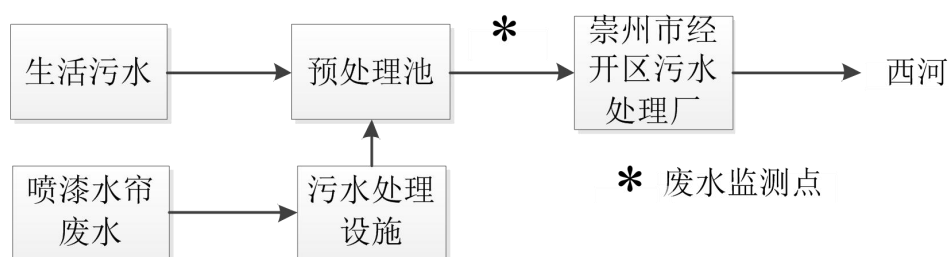 *
生活污水
预处理池
崇州市经
开区污水
处理厂
西河
喷漆水帘
废水
污水处理
设施
* 废水监测点